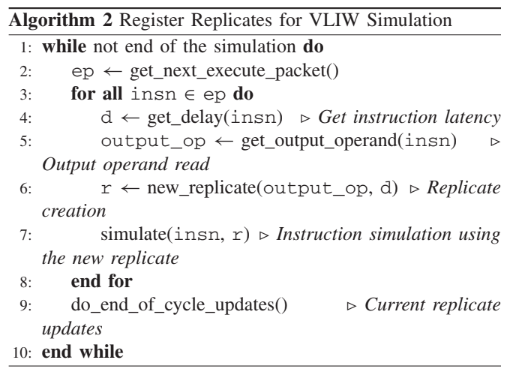 Algorithm 2 Register Replicates for VLIW Simulation
1: while not end of the simulation do
2: ep ← get_next_execute_packet()
3: for all insn ∈ ep do
4: d ← get_delay(insn) ▷ Get instruction latency
5: output_op ← get_output_operand(insn) ▷
Output operand read
6: r ← new_replicate(output_op, d) ▷ Replicate
creation
7: simulate(insn, r) ▷ Instruction simulation using
the new replicate
8: end for
9: do_end_of_cycle_updates() ▷ Current replicate
updates
10: end while